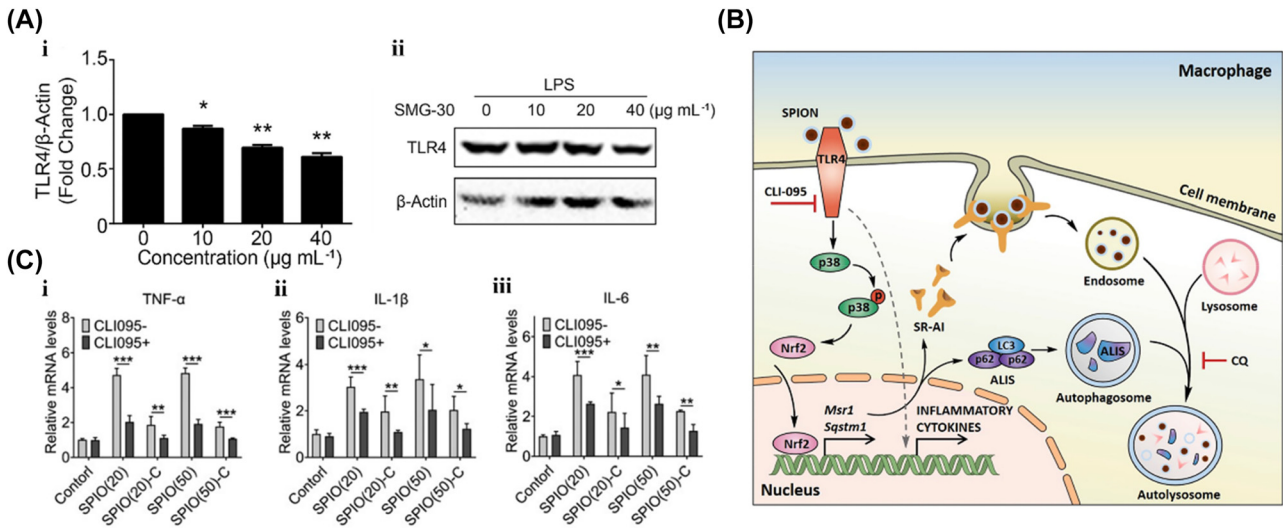 (A)
i
TLR4/β-Actin
(Fold Change)
1.5
1.0
0.5
0.0
*
**
**
0 10 20 40
Concentration (µg mL⁻¹)
ii
LPS
SMG-30 0 10 20 40 (µg mL⁻¹)
TLR4
β-Actin
(B)
Macrophage
SPION
TLR4
CLI-095
Cell membrane
p38
p
p38
Endosome
Lysosome
SR-AI
Nrf2
LC3
p62 p62
ALIS
ALIS
Autophagosome
CQ
Msr1
Sqstm1
INFLAMMATORY
CYTOKINES
Nrf2
Nucleus
Autolysosome
(C)
i
TNF-α
Relative mRNA levels
8
6
4
2
0
CLI095-
CLI095+
***
**
***
***
Contorl
SPIO(20)
SPIO(20)-C
SPIO(50)
SPIO(50)-C
ii
IL-1β
Relative mRNA levels
6
4
2
0
CLI095-
CLI095+
***
**
*
*
Contorl
SPIO(20)
SPIO(20)-C
SPIO(50)
SPIO(50)-C
iii
IL-6
Relative mRNA levels
6
4
2
0
CLI095-
CLI095+
***
*
**
**
Contorl
SPIO(20)
SPIO(20)-C
SPIO(50)
SPIO(50)-C